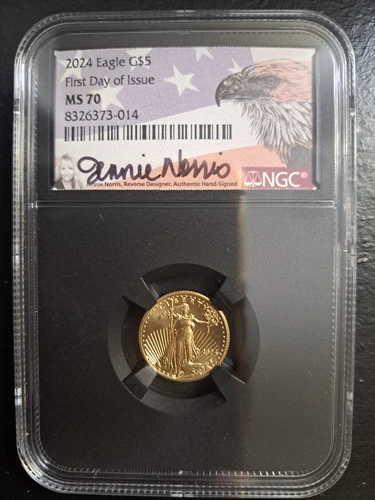 2024 Eagle G$5
First Day of Issue
MS 70
8326373-014
Jennie Norris
Jennie Norris, Reverse Designer, Authentic Hand-Signed
NGC®
LIBERTY